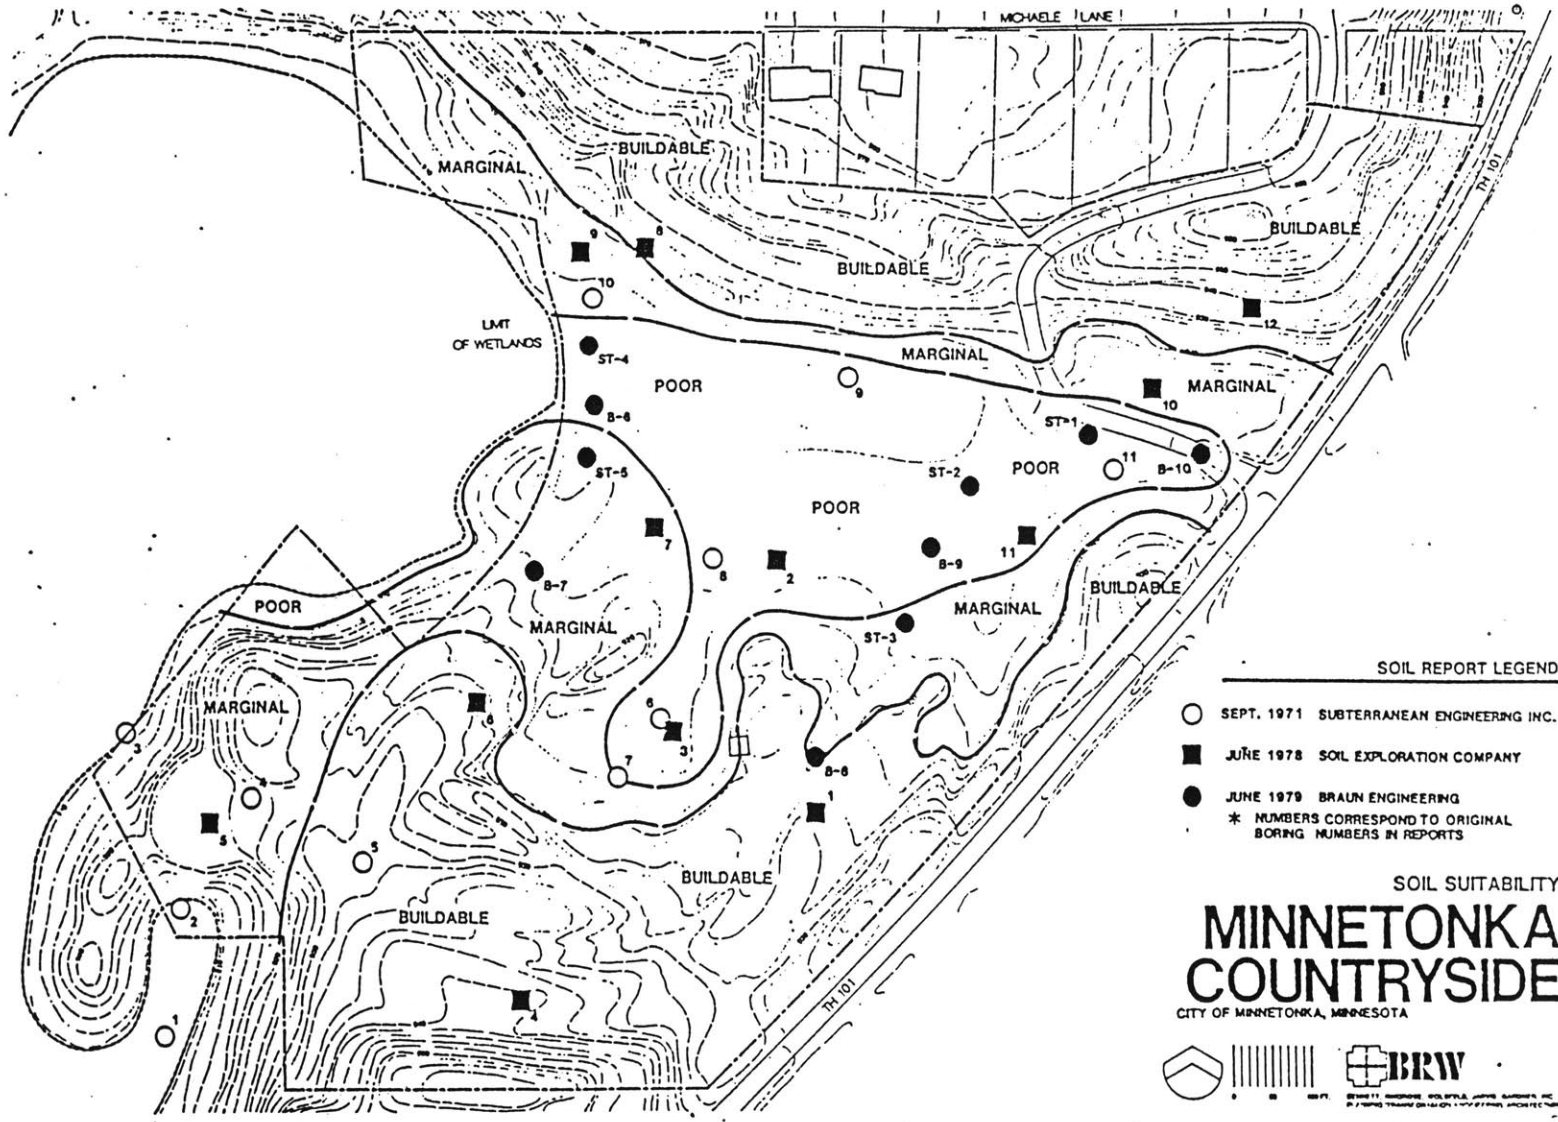 MICHAELE LANE
TH 101
MARGINAL
BUILDABLE
BUILDABLE
BUILDABLE
9
8
10
12
LIMIT
OF WETLANDS
ST-4
MARGINAL
POOR
9
MARGINAL
10
B-6
ST-1
ST-5
ST-2
POOR
11
B-10
POOR
7
8
2
11
B-9
B-7
BUILDABLE
POOR
MARGINAL
MARGINAL
ST-3
MARGINAL
6
6
3
3
7
B-8
4
1
5
5
BUILDABLE
2
BUILDABLE
4
1
TH 101
SOIL REPORT LEGEND
SEPT. 1971 SUBTERRANEAN ENGINEERING INC.
JUNE 1978 SOIL EXPLORATION COMPANY
JUNE 1979 BRAUN ENGINEERING
* NUMBERS CORRESPOND TO ORIGINAL
BORING NUMBERS IN REPORTS
SOIL SUITABILITY
MINNETONKA
COUNTRYSIDE
CITY OF MINNETONKA, MINNESOTA
BRW